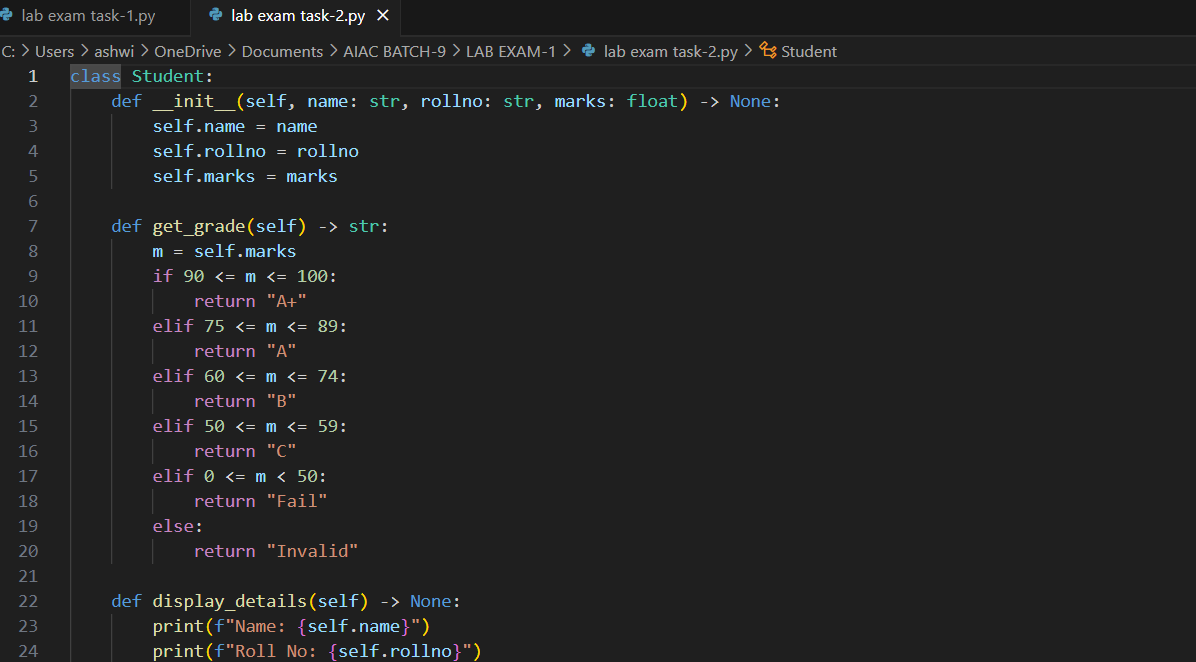 lab exam task-1.py lab exam task-2.py ×
C: > Users > ashwi > OneDrive > Documents > AIAC BATCH-9 > LAB EXAM-1 > lab exam task-2.py > Student
1 class Student:
2     def __init__(self, name: str, rollno: str, marks: float) -> None:
3         self.name = name
4         self.rollno = rollno
5         self.marks = marks
6
7     def get_grade(self) -> str:
8         m = self.marks
9         if 90 <= m <= 100:
10             return "A+"
11         elif 75 <= m <= 89:
12             return "A"
13         elif 60 <= m <= 74:
14             return "B"
15         elif 50 <= m <= 59:
16             return "C"
17         elif 0 <= m < 50:
18             return "Fail"
19         else:
20             return "Invalid"
21
22     def display_details(self) -> None:
23         print(f"Name: {self.name}")
24         print(f"Roll No: {self.rollno}")